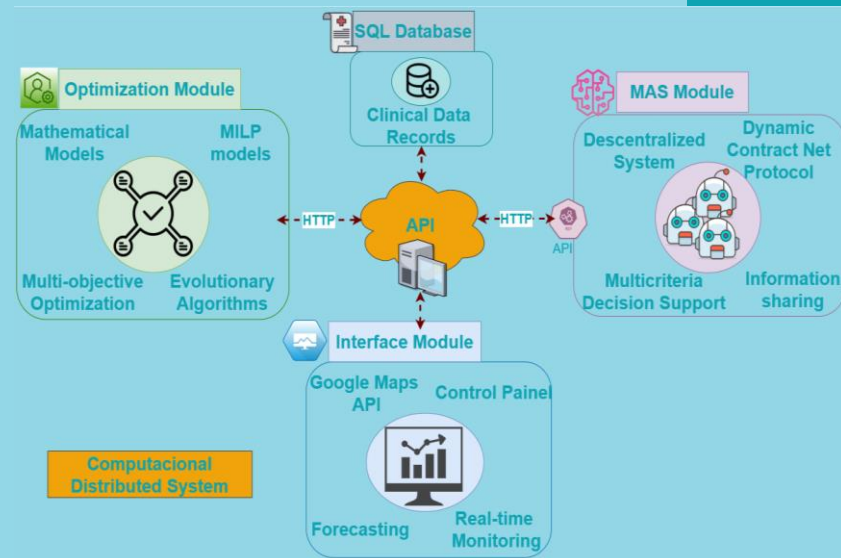 SQL Database
Clinical Data
Records
Optimization Module
Mathematical
Models
MILP
models
Multi-objective
Optimization
Evolutionary
Algorithms
HTTP
API
HTTP
API
MAS Module
Descentralized
System
Dynamic
Contract Net
Protocol
Multicriteria
Decision Support
Information
sharing
Interface Module
Google Maps
API
Control Painel
Forecasting
Real-time
Monitoring
Computacional
Distributed System